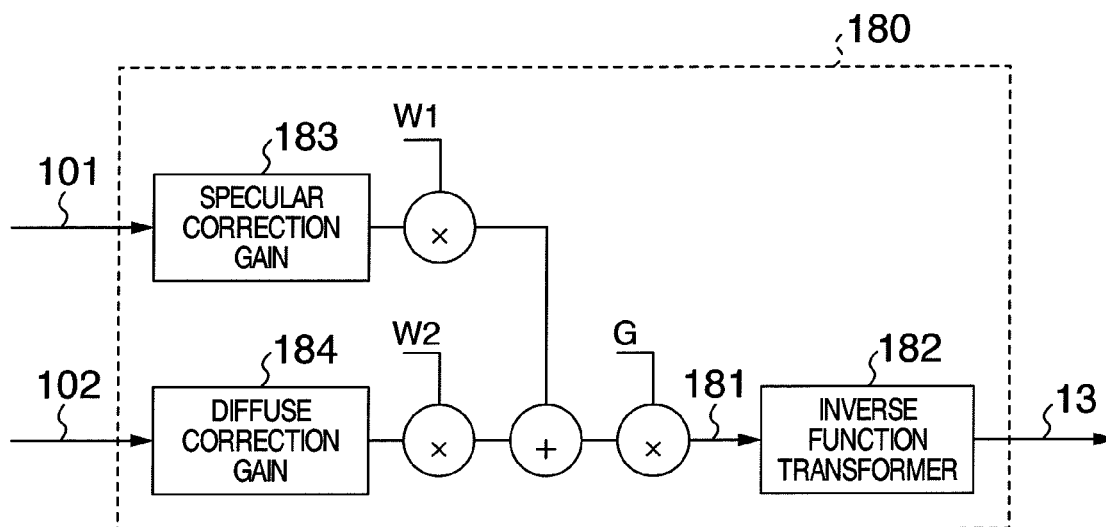 180
W1
183
101
SPECULAR
CORRECTION
GAIN
×
W2
G
184
182
102
181
13
DIFFUSE
CORRECTION
GAIN
×
+
×
INVERSE
FUNCTION
TRANSFORMER